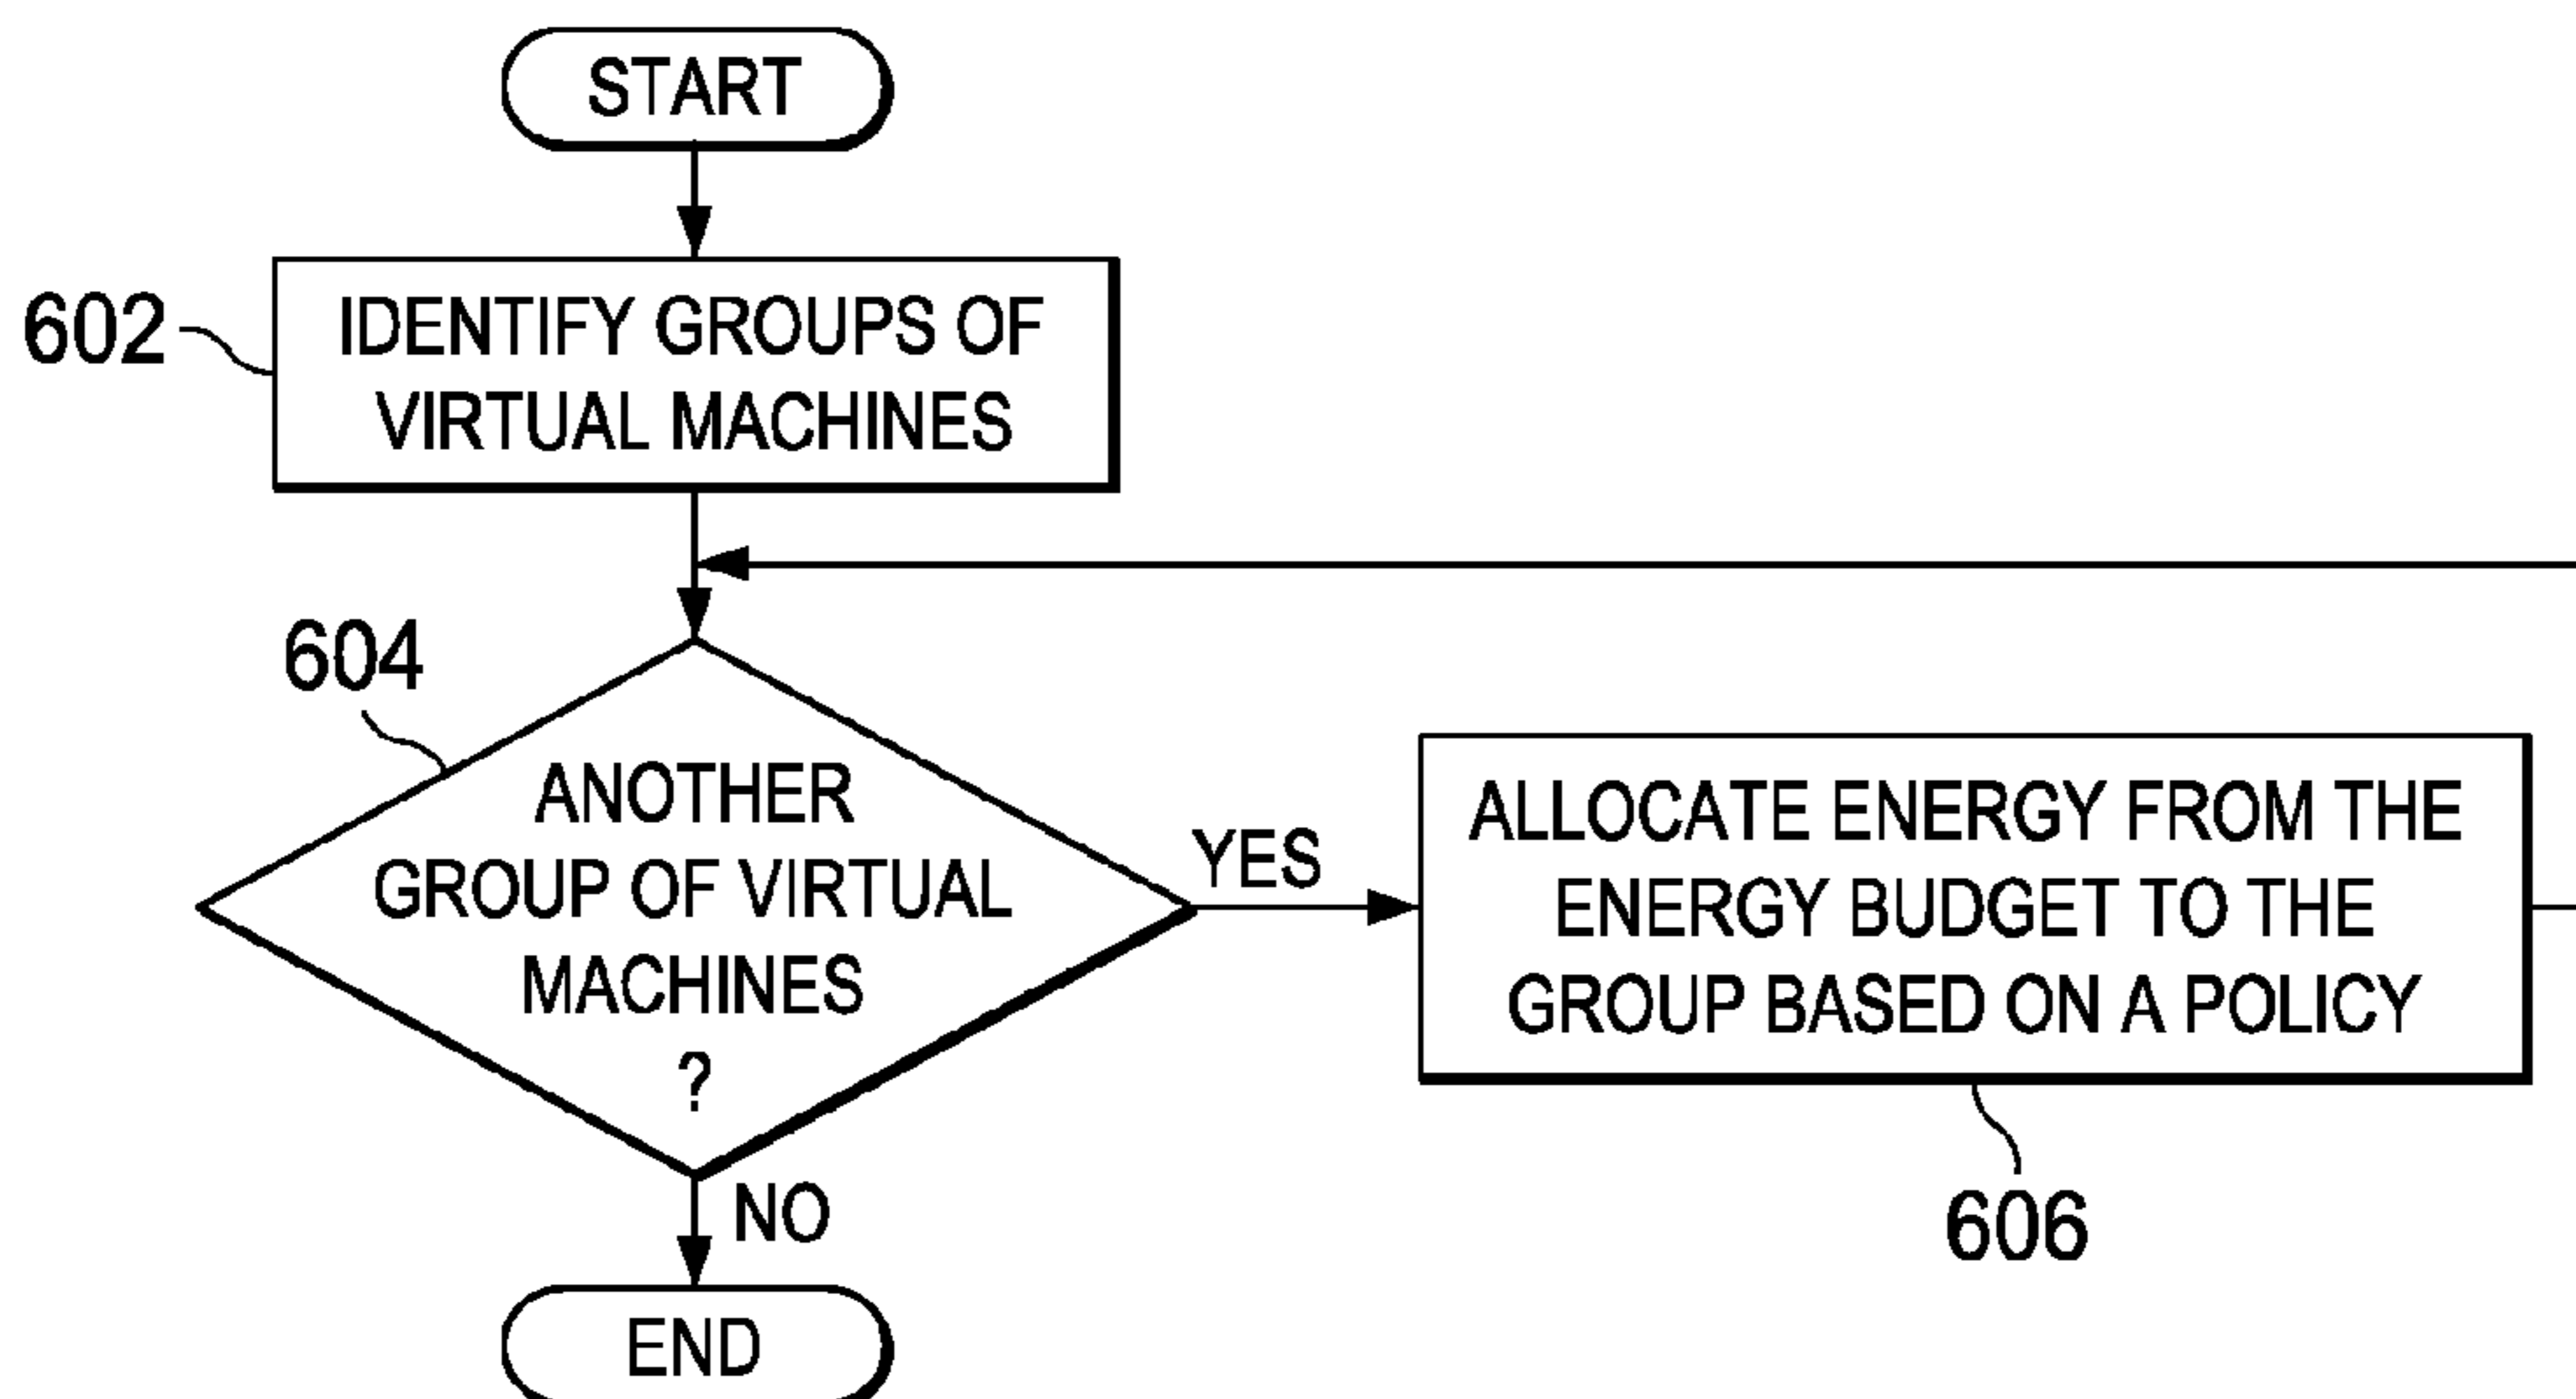 START
602
IDENTIFY GROUPS OF
VIRTUAL MACHINES
604
ANOTHER
GROUP OF VIRTUAL
MACHINES
?
YES
ALLOCATE ENERGY FROM THE
ENERGY BUDGET TO THE
GROUP BASED ON A POLICY
606
NO
END